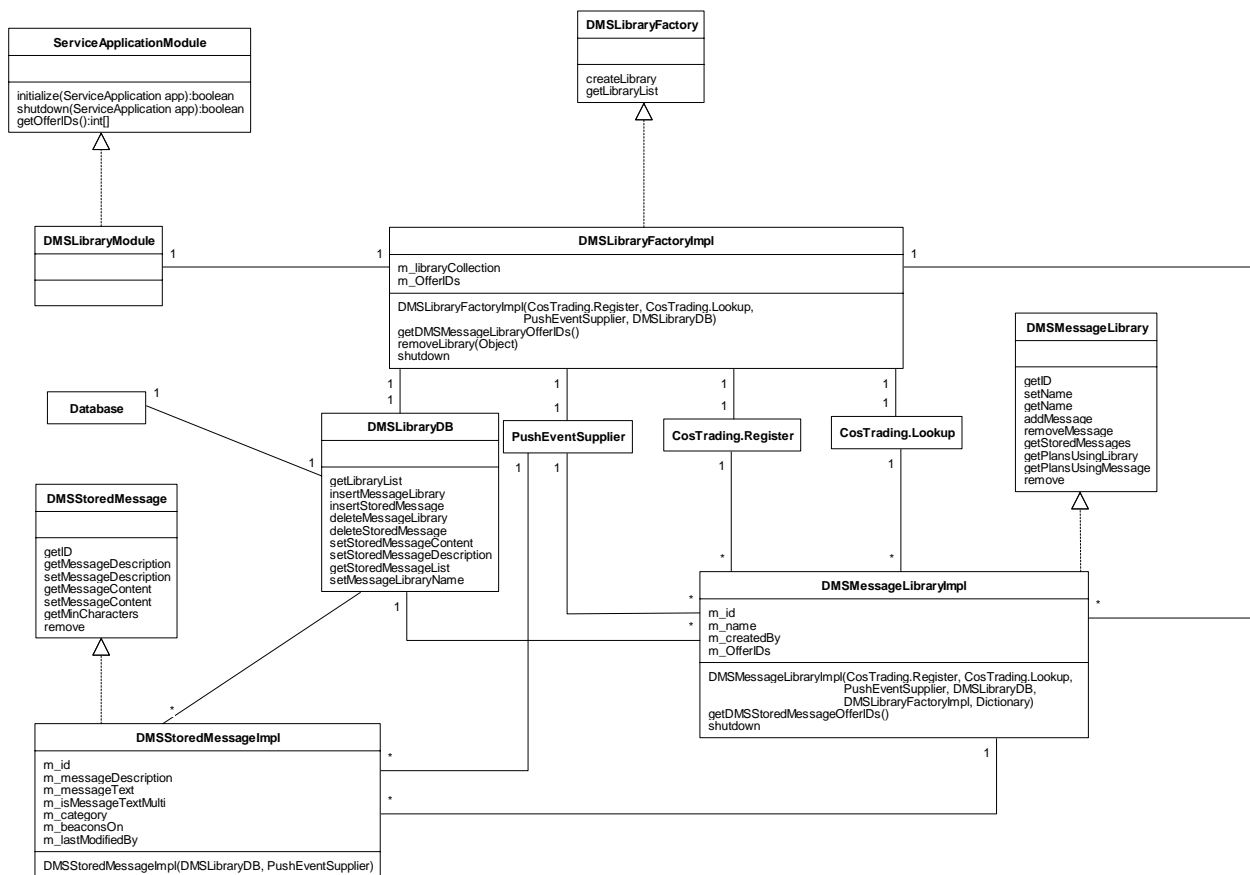 DMSLibraryFactory
createLibrary
getLibraryList
ServiceApplicationModule
initialize(ServiceApplication app):boolean
shutdown(ServiceApplication app):boolean
getOfferIDs():int[]
DMSLibraryModule
1
1
DMSLibraryFactoryImpl
m_libraryCollection
m_OfferIDs
DMSLibraryFactoryImpl(CosTrading.Register, CosTrading.Lookup,
PushEventSupplier, DMSLibraryDB)
getDMSMessageLibraryOfferIDs()
removeLibrary(Object)
shutdown
1
DMSMessageLibrary
getID
setName
getName
addMessage
removeMessage
getStoredMessages
getPlansUsingLibrary
getPlansUsingMessage
remove
1
1
1
1
1
1
1
1
Database
1
1
DMSLibraryDB
getLibraryList
insertMessageLibrary
insertStoredMessage
deleteMessageLibrary
deleteStoredMessage
setStoredMessageContent
setStoredMessageDescription
getStoredMessageList
setMessageLibraryName
1
PushEventSupplier
1
1
CosTrading.Register
1
CosTrading.Lookup
1
DMSStoredMessage
getID
getMessageDescription
setMessageDescription
getMessageContent
setMessageContent
getMinCharacters
remove
*
*
*
*
*
DMSMessageLibraryImpl
m_id
m_name
m_createdBy
m_OfferIDs
DMSMessageLibraryImpl(CosTrading.Register, CosTrading.Lookup,
PushEventSupplier, DMSLibraryDB,
DMSLibraryFactoryImpl, Dictionary)
getDMSStoredMessageOfferIDs()
shutdown
1
*
DMSStoredMessageImpl
m_id
m_messageDescription
m_messageText
m_isMessageTextMulti
m_category
m_beaconsOn
m_lastModifiedBy
DMSStoredMessageImpl(DMSLibraryDB, PushEventSupplier)
*
*